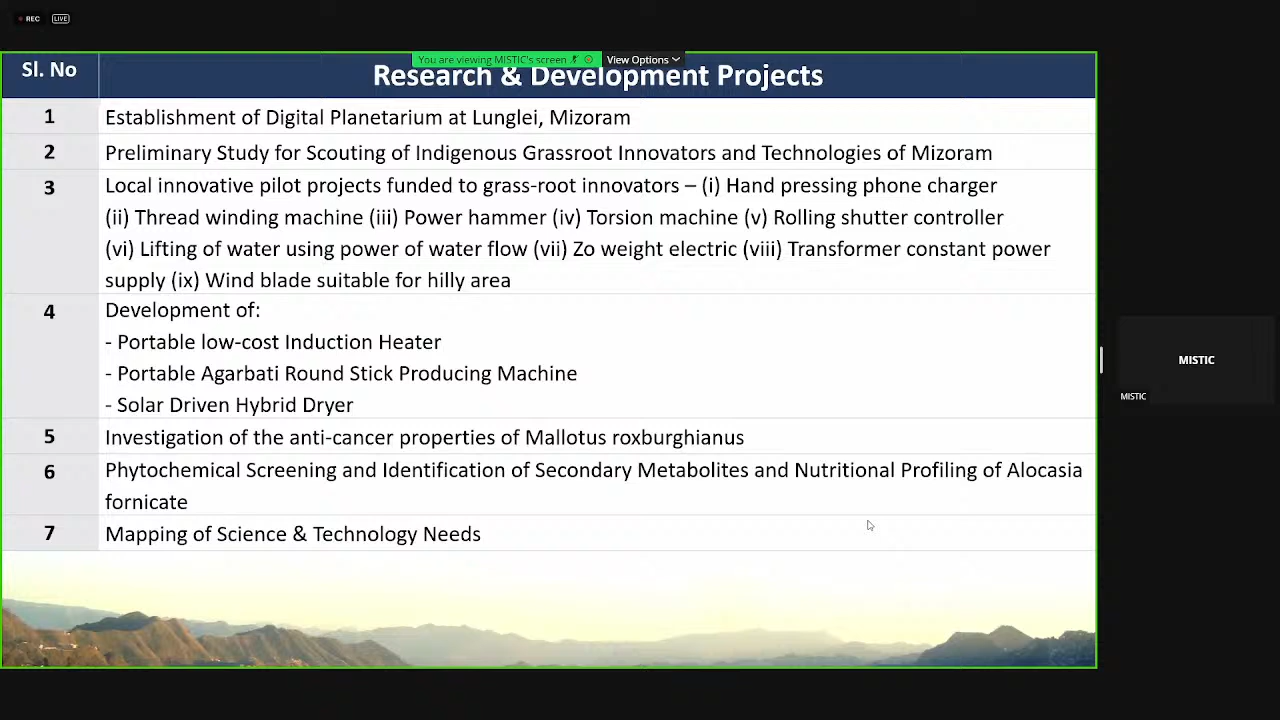 REC LIVE
You are viewing MISTIC's screen View Options
Sl. No Research & Development Projects
1 Establishment of Digital Planetarium at Lunglei, Mizoram
2 Preliminary Study for Scouting of Indigenous Grassroot Innovators and Technologies of Mizoram
3 Local innovative pilot projects funded to grass-root innovators – (i) Hand pressing phone charger
(ii) Thread winding machine (iii) Power hammer (iv) Torsion machine (v) Rolling shutter controller
(vi) Lifting of water using power of water flow (vii) Zo weight electric (viii) Transformer constant power
supply (ix) Wind blade suitable for hilly area
4 Development of:
- Portable low-cost Induction Heater
- Portable Agarbati Round Stick Producing Machine
- Solar Driven Hybrid Dryer
5 Investigation of the anti-cancer properties of Mallotus roxburghianus
6 Phytochemical Screening and Identification of Secondary Metabolites and Nutritional Profiling of Alocasia
fornicate
7 Mapping of Science & Technology Needs
MISTIC
MISTIC